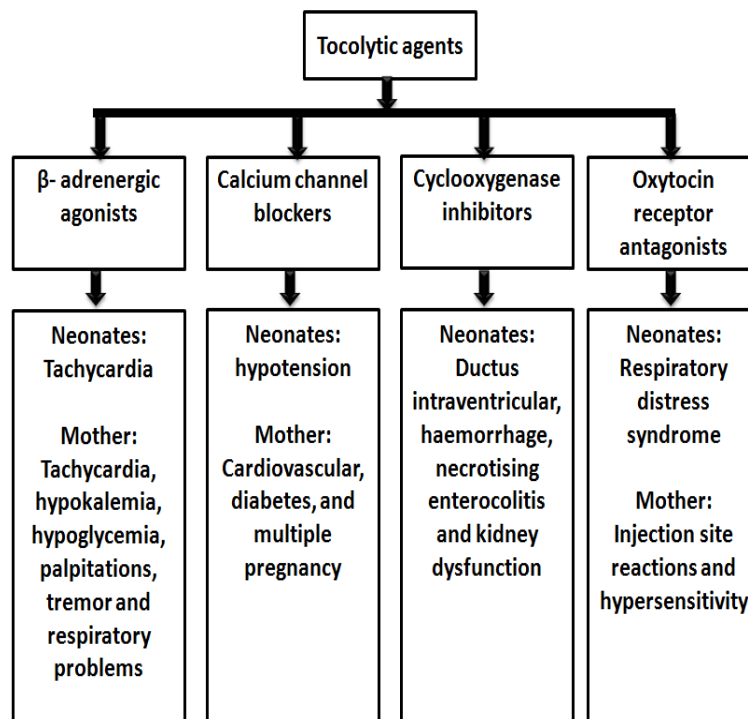 Tocolytic agents
β- adrenergic
agonists
Calcium channel
blockers
Cyclooxygenase
inhibitors
Oxytocin
receptor
antagonists
Neonates:
Tachycardia
Mother:
Tachycardia,
hypokalemia,
hypoglycemia,
palpitations,
tremor and
respiratory
problems
Neonates:
hypotension
Mother:
Cardiovascular,
diabetes, and
multiple
pregnancy
Neonates:
Ductus
intraventricular,
haemorrhage,
necrotising
enterocolitis
and kidney
dysfunction
Neonates:
Respiratory
distress
syndrome
Mother:
Injection site
reactions and
hypersensitivity